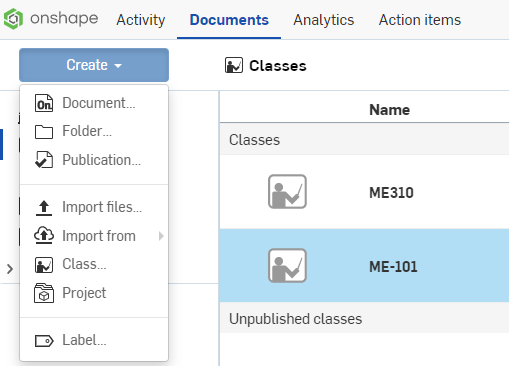 onshape Activity Documents Analytics Action items
Create Classes
Document...
Folder...
Publication...
Import files...
Import from
Class...
Project
Label...
Name
Classes
ME310
ME-101
Unpublished classes